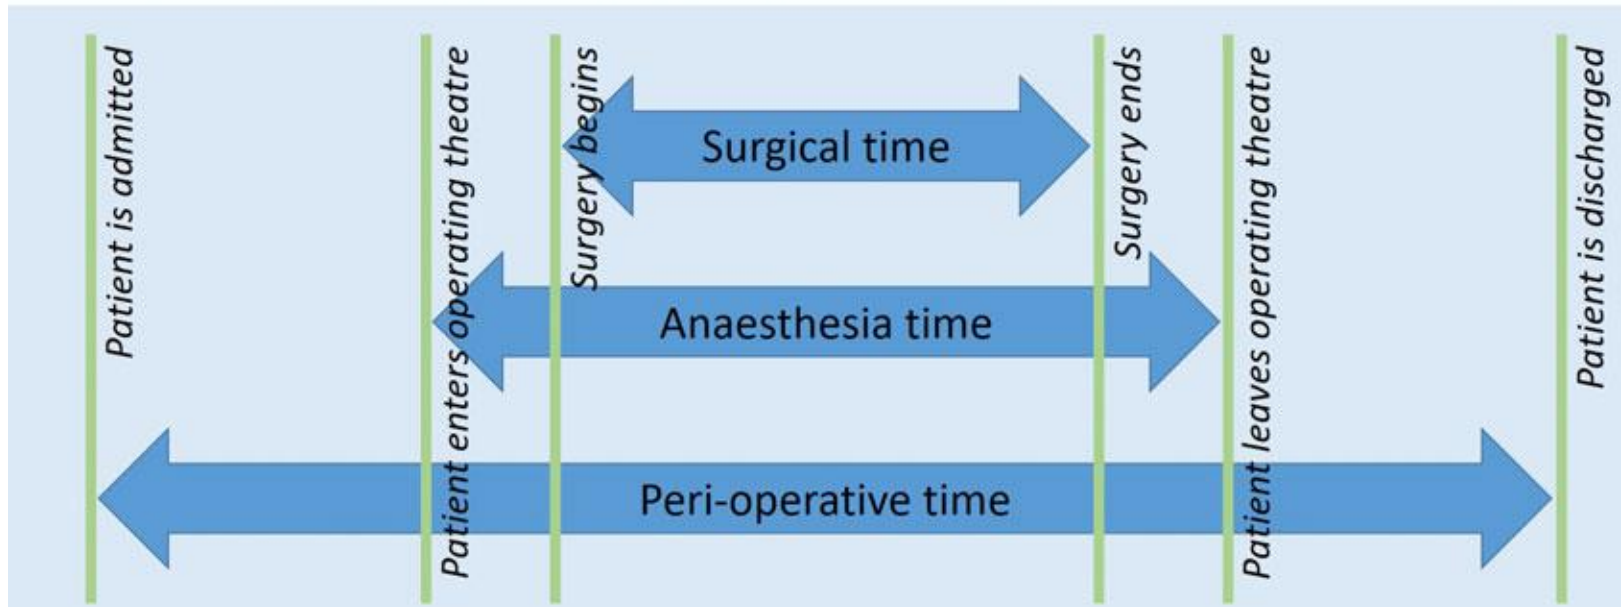 Patient is admitted
Patient enters operating theatre
Surgery begins
Surgical time
Anaesthesia time
Peri-operative time
Surgery ends
Patient leaves operating theatre
Patient is discharged